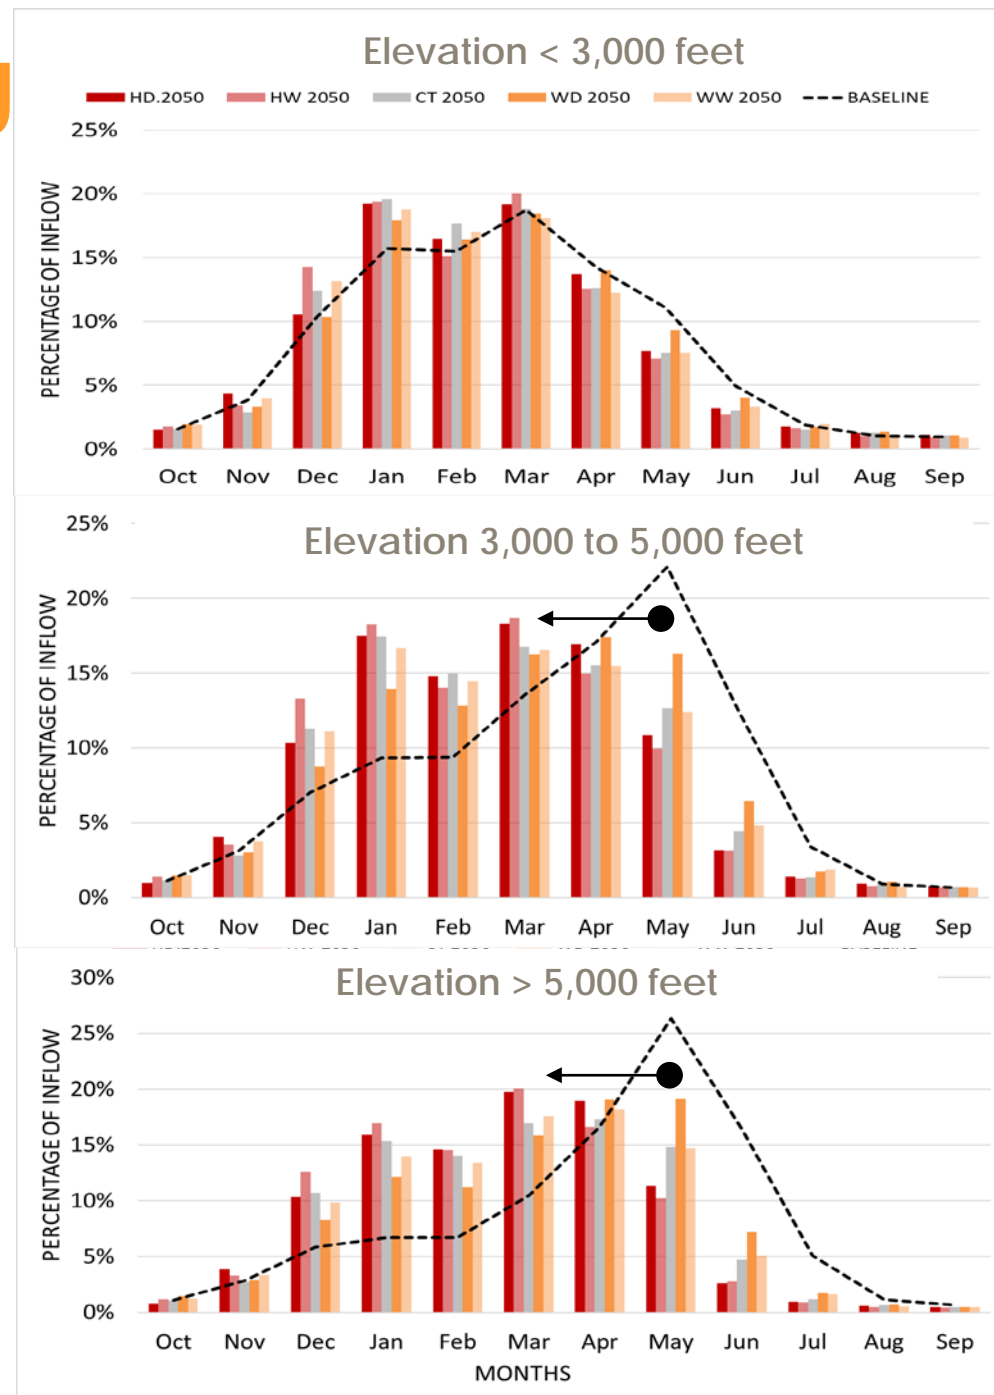 Elevation < 3,000 feet
HD.2050 HW 2050 CT 2050 WD 2050 WW 2050 BASELINE
25%
20%
15%
10%
5%
0%
PERCENTAGE OF INFLOW
Oct Nov Dec Jan Feb Mar Apr May Jun Jul Aug Sep
Elevation 3,000 to 5,000 feet
25%
20%
15%
10%
5%
0%
PERCENTAGE OF INFLOW
Oct Nov Dec Jan Feb Mar Apr May Jun Jul Aug Sep
Elevation > 5,000 feet
30%
25%
20%
15%
10%
5%
0%
PERCENTAGE OF INFLOW
Oct Nov Dec Jan Feb Mar Apr May Jun Jul Aug Sep
MONTHS